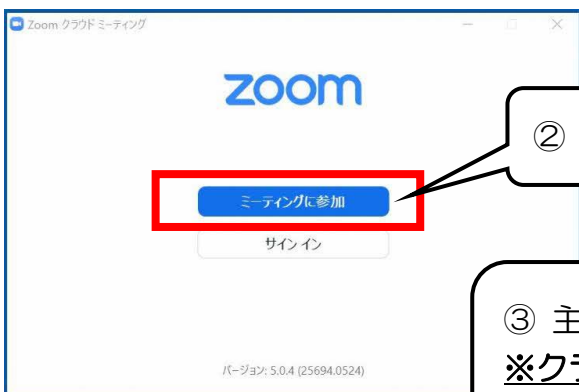 Zoom クラウド ミーティング
zoom
②
ミーティングに参加
サイン イン
③ 主
※クラ
バージョン: 5.0.4 (25694.0524)